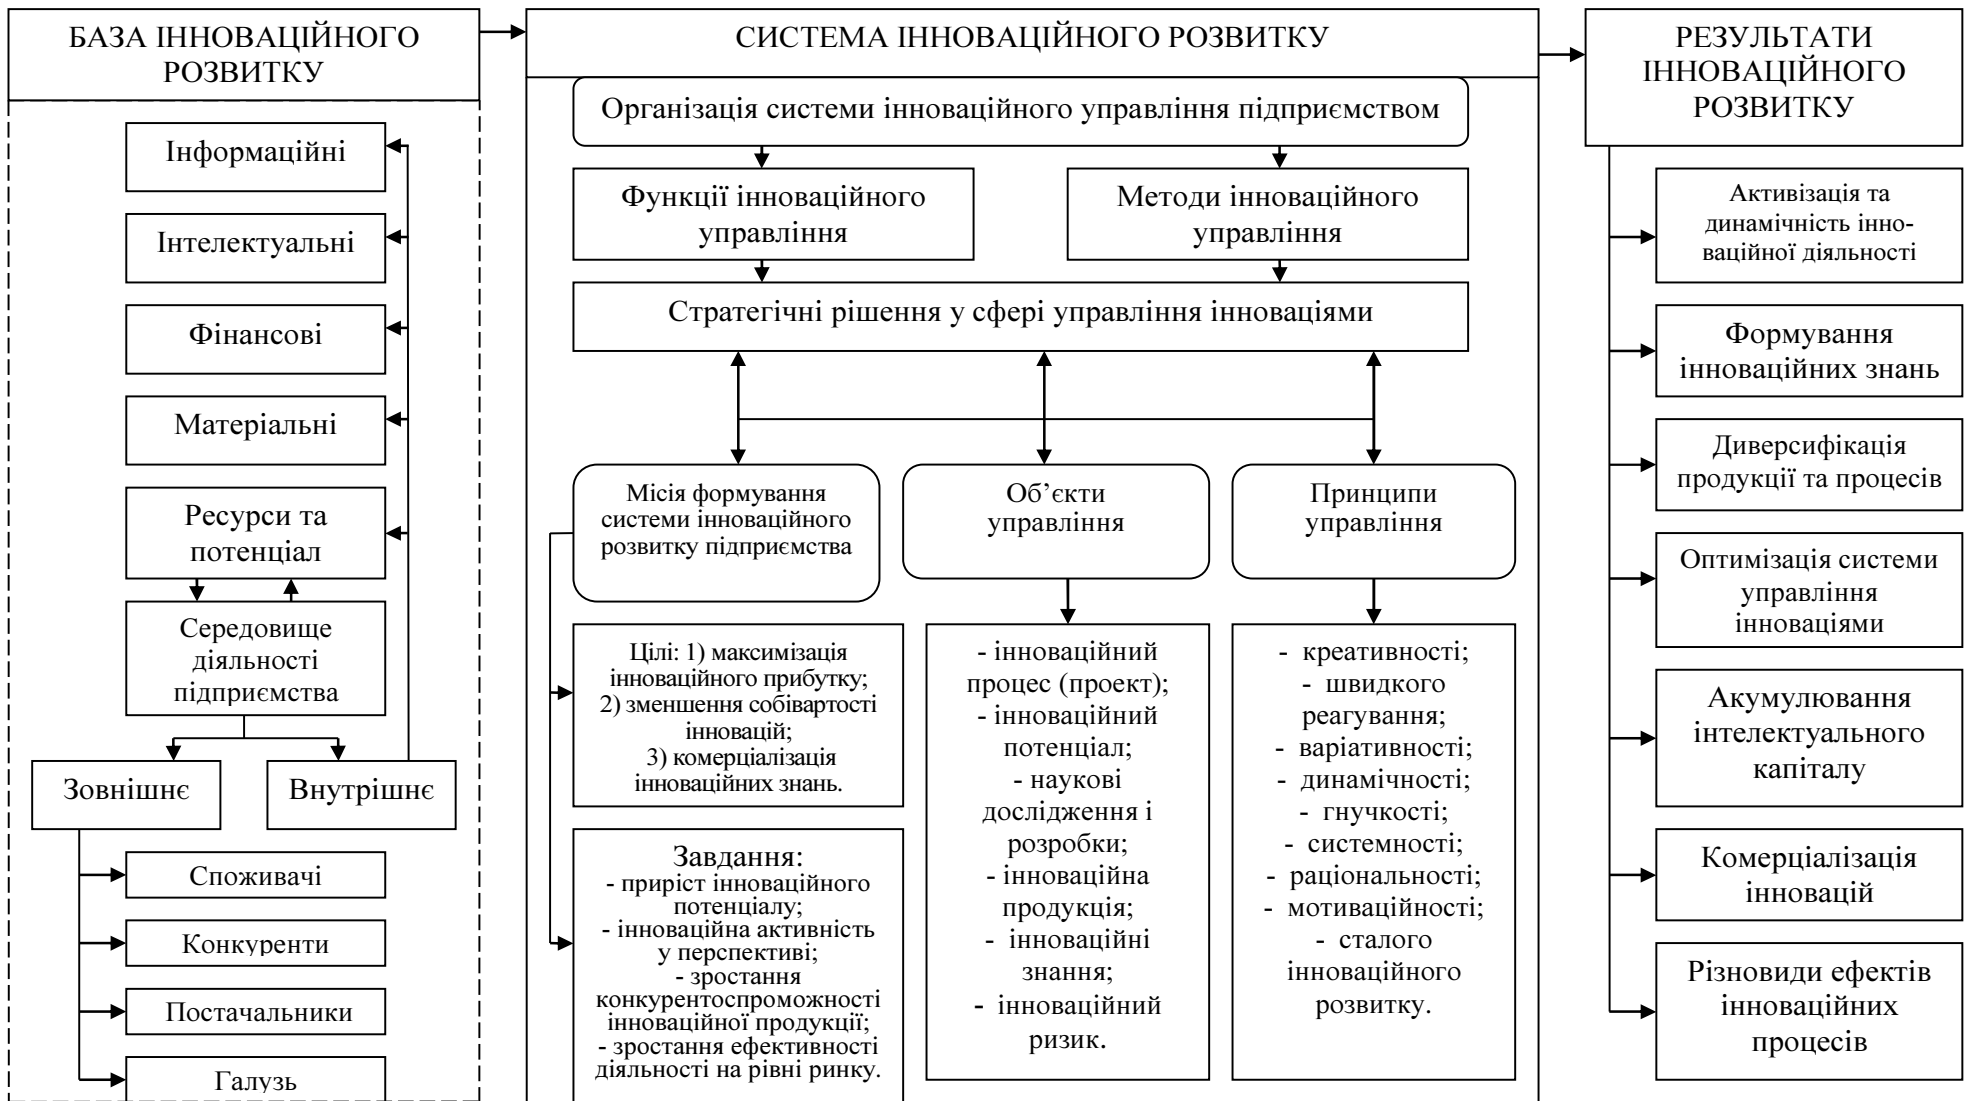 БАЗА ІННОВАЦІЙНОГО
РОЗВИТКУ
Інформаційні
Інтелектуальні
Фінансові
Матеріальні
Ресурси та
потенціал
Середовище
діяльності
підприємства
Зовнішнє
Внутрішнє
Споживачі
Конкуренти
Постачальники
Галузь
СИСТЕМА ІННОВАЦІЙНОГО РОЗВИТКУ
Організація системи інноваційного управління підприємством
Функції інноваційного
управління
Методи інноваційного
управління
Стратегічні рішення у сфері управління інноваціями
Місія формування
системи інноваційного
розвитку підприємства
Об’єкти
управління
Принципи
управління
Цілі: 1) максимізація
інноваційного прибутку;
2) зменшення собівартості
інновацій;
3) комерціалізація
інноваційних знань.
Завдання:
- приріст інноваційного
потенціалу;
- інноваційна активність
у перспективі;
- зростання
конкурентоспроможності
інноваційної продукції;
- зростання ефективності
діяльності на рівні ринку.
- інноваційний
процес (проект);
- інноваційний
потенціал;
- наукові
дослідження і
розробки;
- інноваційна
продукція;
- інноваційні
знання;
- інноваційний
ризик.
- креативності;
- швидкого
реагування;
- варіативності;
- динамічності;
- гнучкості;
- системності;
- раціональності;
- мотиваційності;
- сталого
інноваційного
розвитку.
РЕЗУЛЬТАТИ
ІННОВАЦІЙНОГО
РОЗВИТКУ
Активізація та
динамічність інно-
ваційної діяльності
Формування
інноваційних знань
Диверсифікація
продукції та процесів
Оптимізація системи
управління
інноваціями
Акумулювання
інтелектуального
капіталу
Комерціалізація
інновацій
Різновиди ефектів
інноваційних
процесів